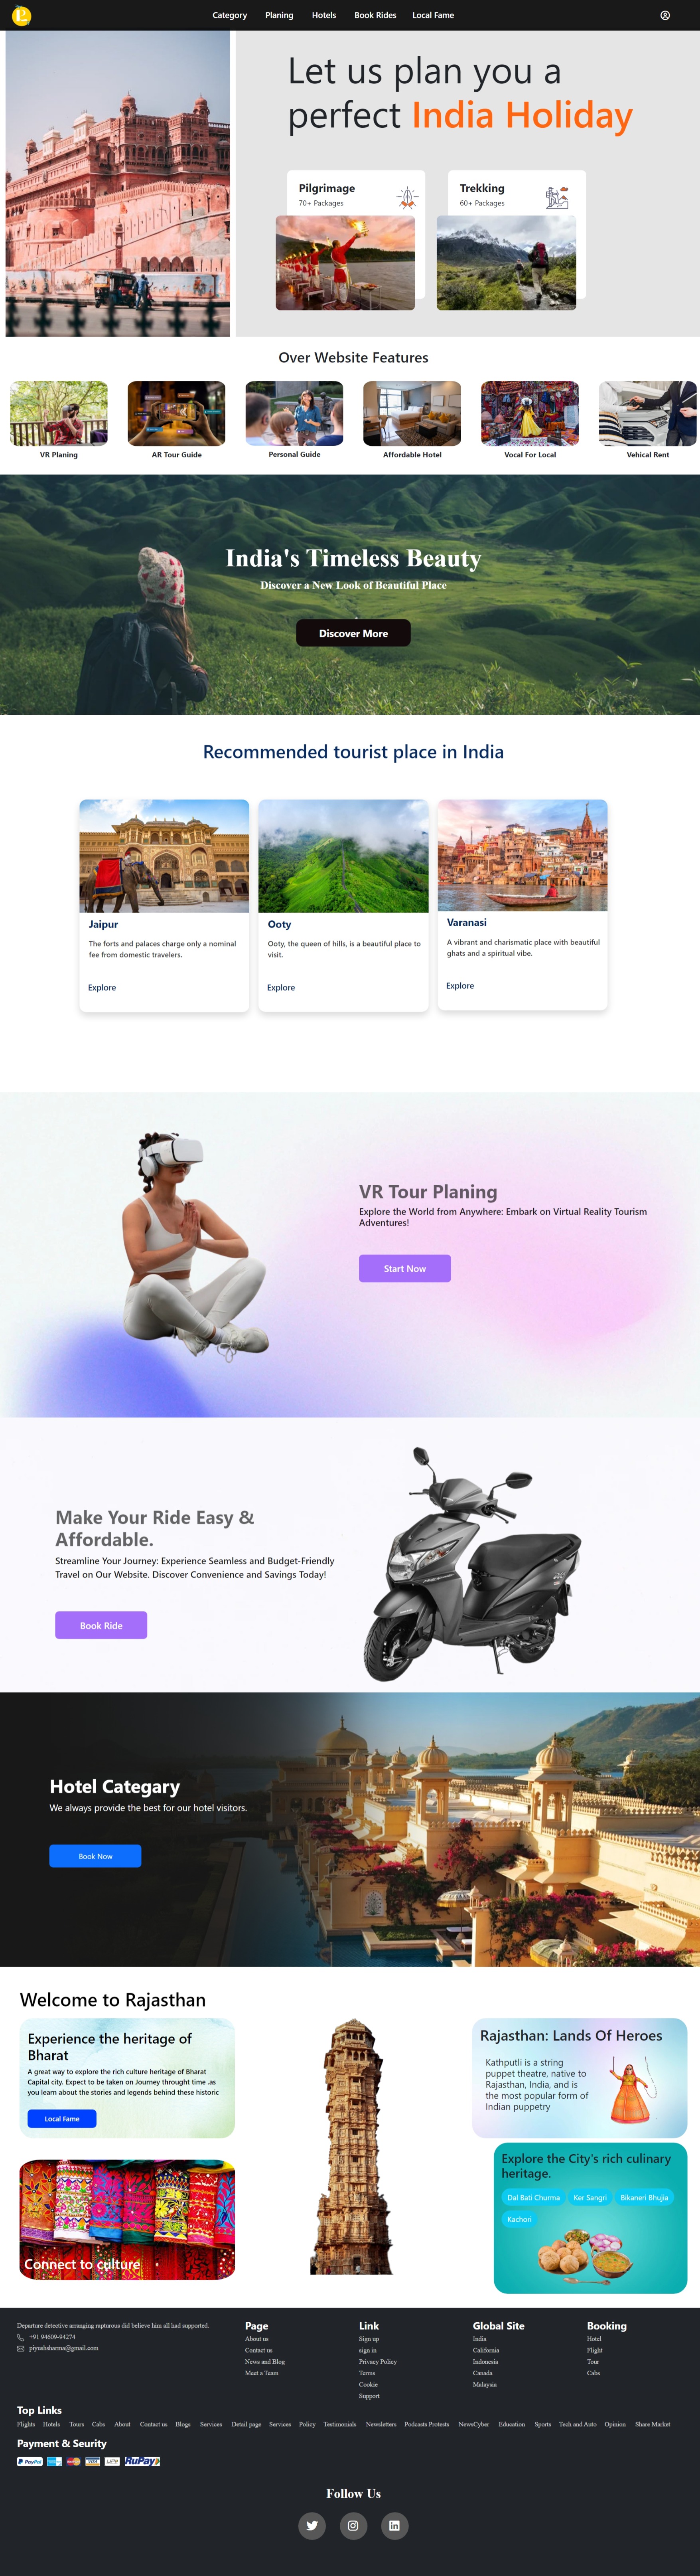 Category Planing Hotels Book Rides Local Fame
Let us plan you a
perfect India Holiday
Pilgrimage
70+ Packages
Trekking
60+ Packages
Over Website Features
VR Planing
AR Tour Guide
Personal Guide
Affordable Hotel
Vocal For Local
Vehical Rent
India's Timeless Beauty
Discover a New Look of Beautiful Place
Discover More
Recommended tourist place in India
Jaipur
The forts and palaces charge only a nominal
fee from domestic travelers.
Explore
Ooty
Ooty, the queen of hills, is a beautiful place to
visit.
Explore
Varanasi
A vibrant and charismatic place with beautiful
ghats and a spiritual vibe.
Explore
VR Tour Planing
Explore the World from Anywhere: Embark on Virtual Reality Tourism
Adventures!
Start Now
Make Your Ride Easy &
Affordable.
Streamline Your Journey: Experience Seamless and Budget-Friendly
Travel on Our Website. Discover Convenience and Savings Today!
Book Ride
Hotel Categary
We always provide the best for our hotel visitors.
Book Now
Welcome to Rajasthan
Experience the heritage of
Bharat
A great way to explore the rich culture heritage of Bharat
Capital city. Expect to be taken on Journey throught time .as
you learn about the stories and legends behind these historic
Local Fame
Connect to culture
Rajasthan: Lands Of Heroes
Kathputli is a string
puppet theatre, native to
Rajasthan, India, and is
the most popular form of
Indian puppetry
Explore the City's rich culinary
heritage.
Dal Bati Churma Ker Sangri Bikaneri Bhujia
Kachori
Departure defective arranging rapturous did believe him all had supported.
+91 94609-94274
piyushsharma@gmail.com
Page
About us
Contact us
News and Blog
Meet a Team
Link
Sign up
sign in
Privacy Policy
Terms
Cookie
Support
Global Site
India
California
Indonesia
Canada
Malaysia
Booking
Hotel
Flight
Tour
Cabs
Top Links
Flights Hotels Tours Cabs About Contact us Blogs Services Detail page Services Policy Testimonials Newsletters Podcasts Protests NewsCyber Education Sports Tech and Auto Opinion Share Market
Payment & Seurity
PayPal VISA RuPay
Follow Us